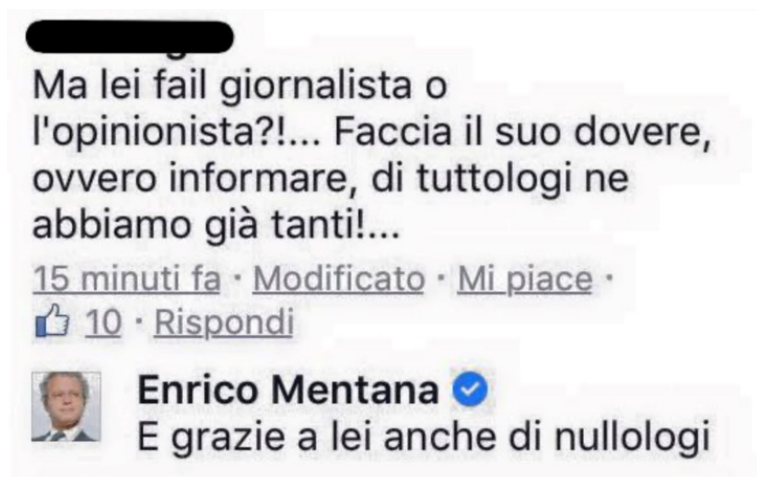 Ma lei fail giornalista o
l'opinionista?!... Faccia il suo dovere,
ovvero informare, di tuttologi ne
abbiamo già tanti!...
15 minuti fa · Modificato · Mi piace ·
10 · Rispondi
Enrico Mentana
E grazie a lei anche di nullologi